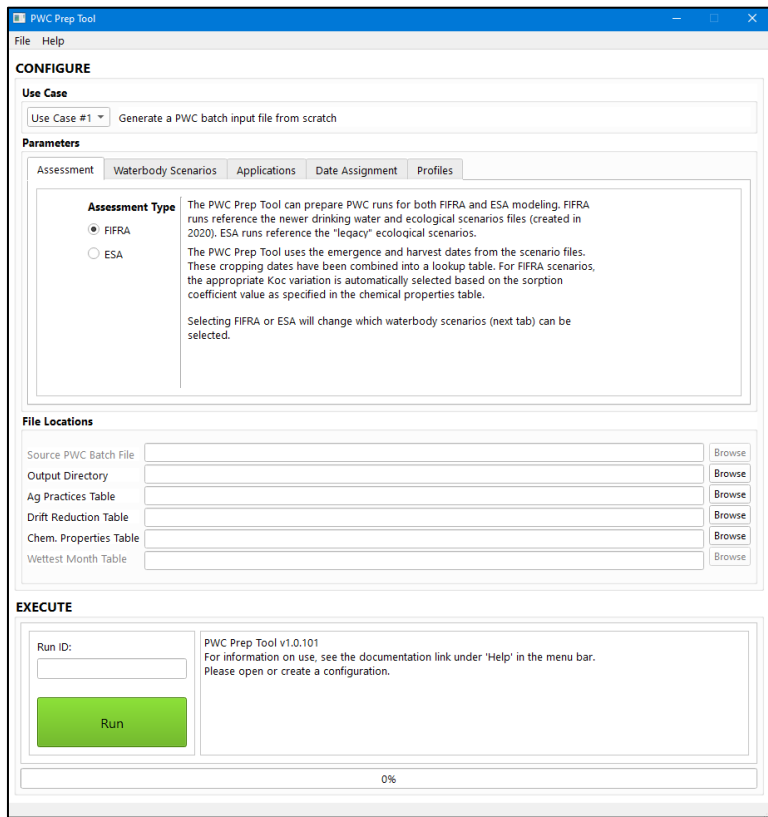 PWC Prep Tool
File Help
CONFIGURE
Use Case
Use Case #1 Generate a PWC batch input file from scratch
Parameters
Assessment Waterbody Scenarios Applications Date Assignment Profiles
Assessment Type
FIFRA
ESA
The PWC Prep Tool can prepare PWC runs for both FIFRA and ESA modeling. FIFRA
runs reference the newer drinking water and ecological scenarios files (created in
2020). ESA runs reference the "legacy" ecological scenarios.
The PWC Prep Tool uses the emergence and harvest dates from the scenario files.
These cropping dates have been combined into a lookup table. For FIFRA scenarios,
the appropriate Koc variation is automatically selected based on the sorption
coefficient value as specified in the chemical properties table.
Selecting FIFRA or ESA will change which waterbody scenarios (next tab) can be
selected.
File Locations
Source PWC Batch File Browse
Output Directory Browse
Ag Practices Table Browse
Drift Reduction Table Browse
Chem. Properties Table Browse
Wettest Month Table Browse
EXECUTE
Run ID:
Run
PWC Prep Tool v1.0.101
For information on use, see the documentation link under 'Help' in the menu bar.
Please open or create a configuration.
0%